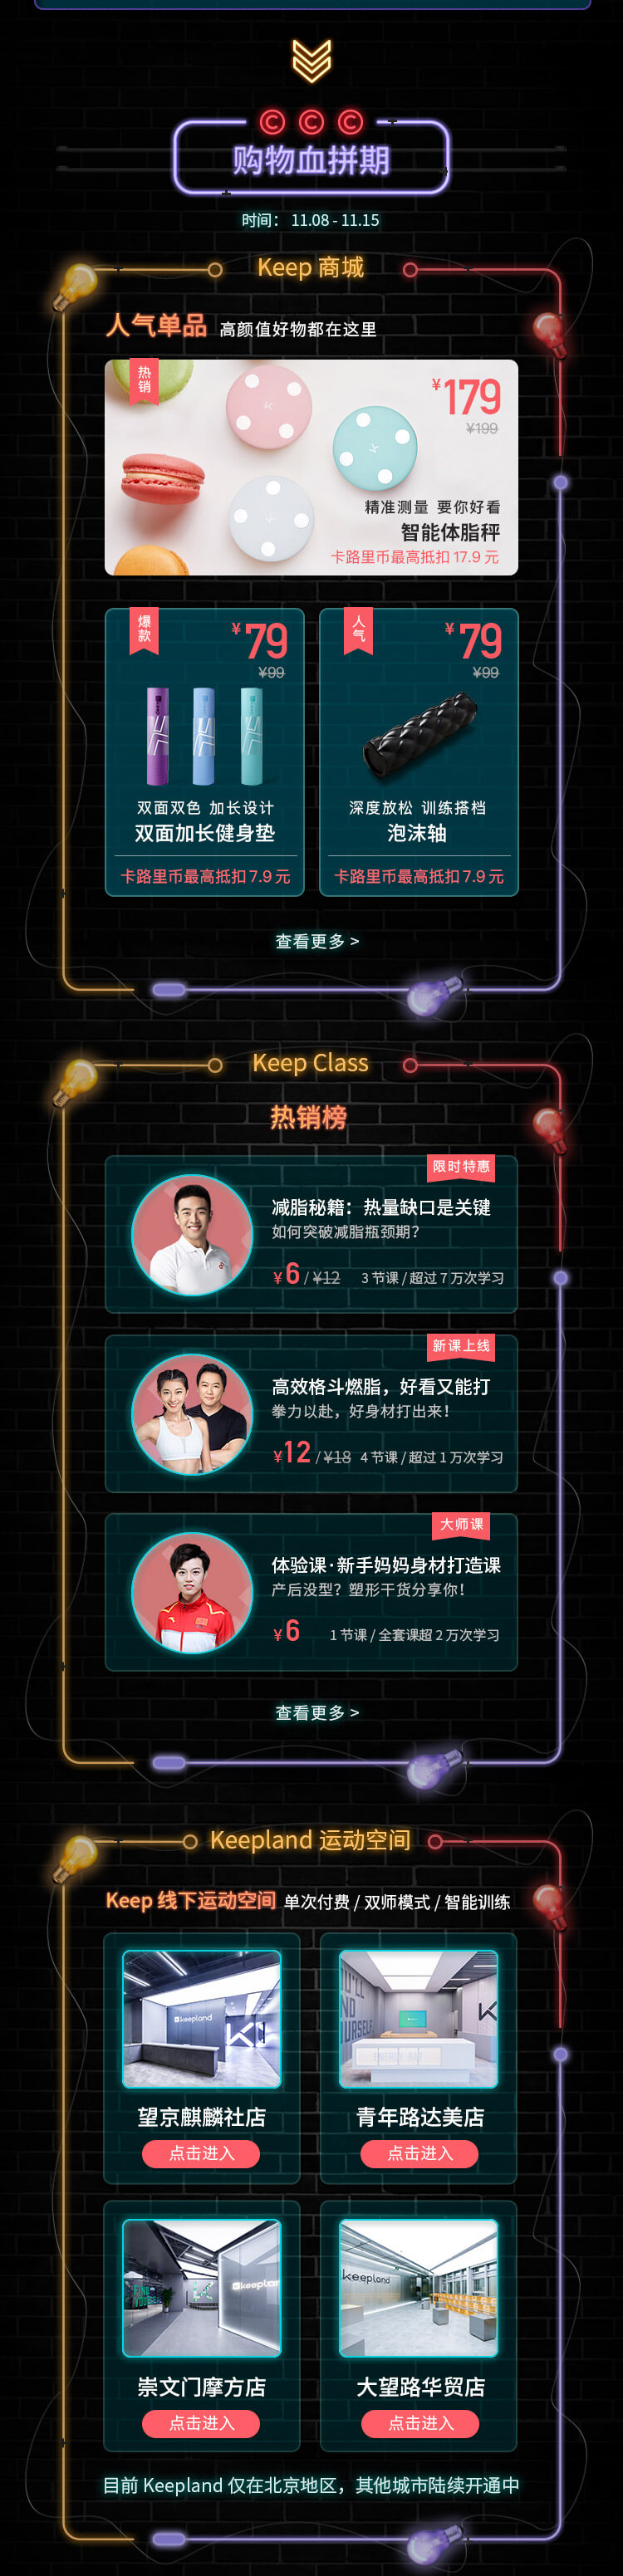 购物血拼期
时间： 11.08 - 11.15
Keep 商城
人气单品 高颜值好物都在这里
热销
¥179
¥199
精准测量 要你好看
智能体脂秤
卡路里币最高抵扣 17.9 元
爆款
¥79
¥99
双面双色 加长设计
双面加长健身垫
卡路里币最高抵扣 7.9 元
人气
¥79
¥99
深度放松 训练搭档
泡沫轴
卡路里币最高抵扣 7.9 元
查看更多 >
Keep Class
热销榜
限时特惠
减脂秘籍：热量缺口是关键
如何突破减脂瓶颈期？
¥6 / ¥12 3 节课 / 超过 7 万次学习
新课上线
高效格斗燃脂，好看又能打
拳力以赴，好身材打出来！
¥12 / ¥18 4 节课 / 超过 1 万次学习
大师课
体验课·新手妈妈身材打造课
产后没型？塑形干货分享你！
¥6 1 节课 / 全套课超 2 万次学习
查看更多 >
Keepland 运动空间
Keep 线下运动空间 单次付费 / 双师模式 / 智能训练
keepland
望京麒麟社店
点击进入
青年路达美店
点击进入
keeplan
崇文门摩方店
点击进入
keepland
大望路华贸店
点击进入
目前 Keepland 仅在北京地区，其他城市陆续开通中